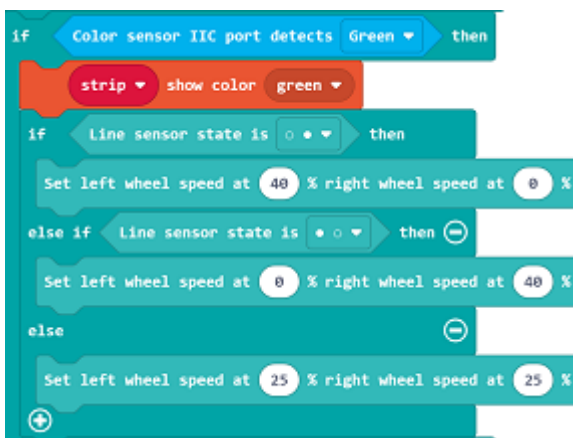 if Color sensor IIC port detects Green then
strip show color green
if Line sensor state is then
Set left wheel speed at 40 % right wheel speed at 0 %
else if Line sensor state is then
Set left wheel speed at 0 % right wheel speed at 40 %
else
Set left wheel speed at 25 % right wheel speed at 25 %